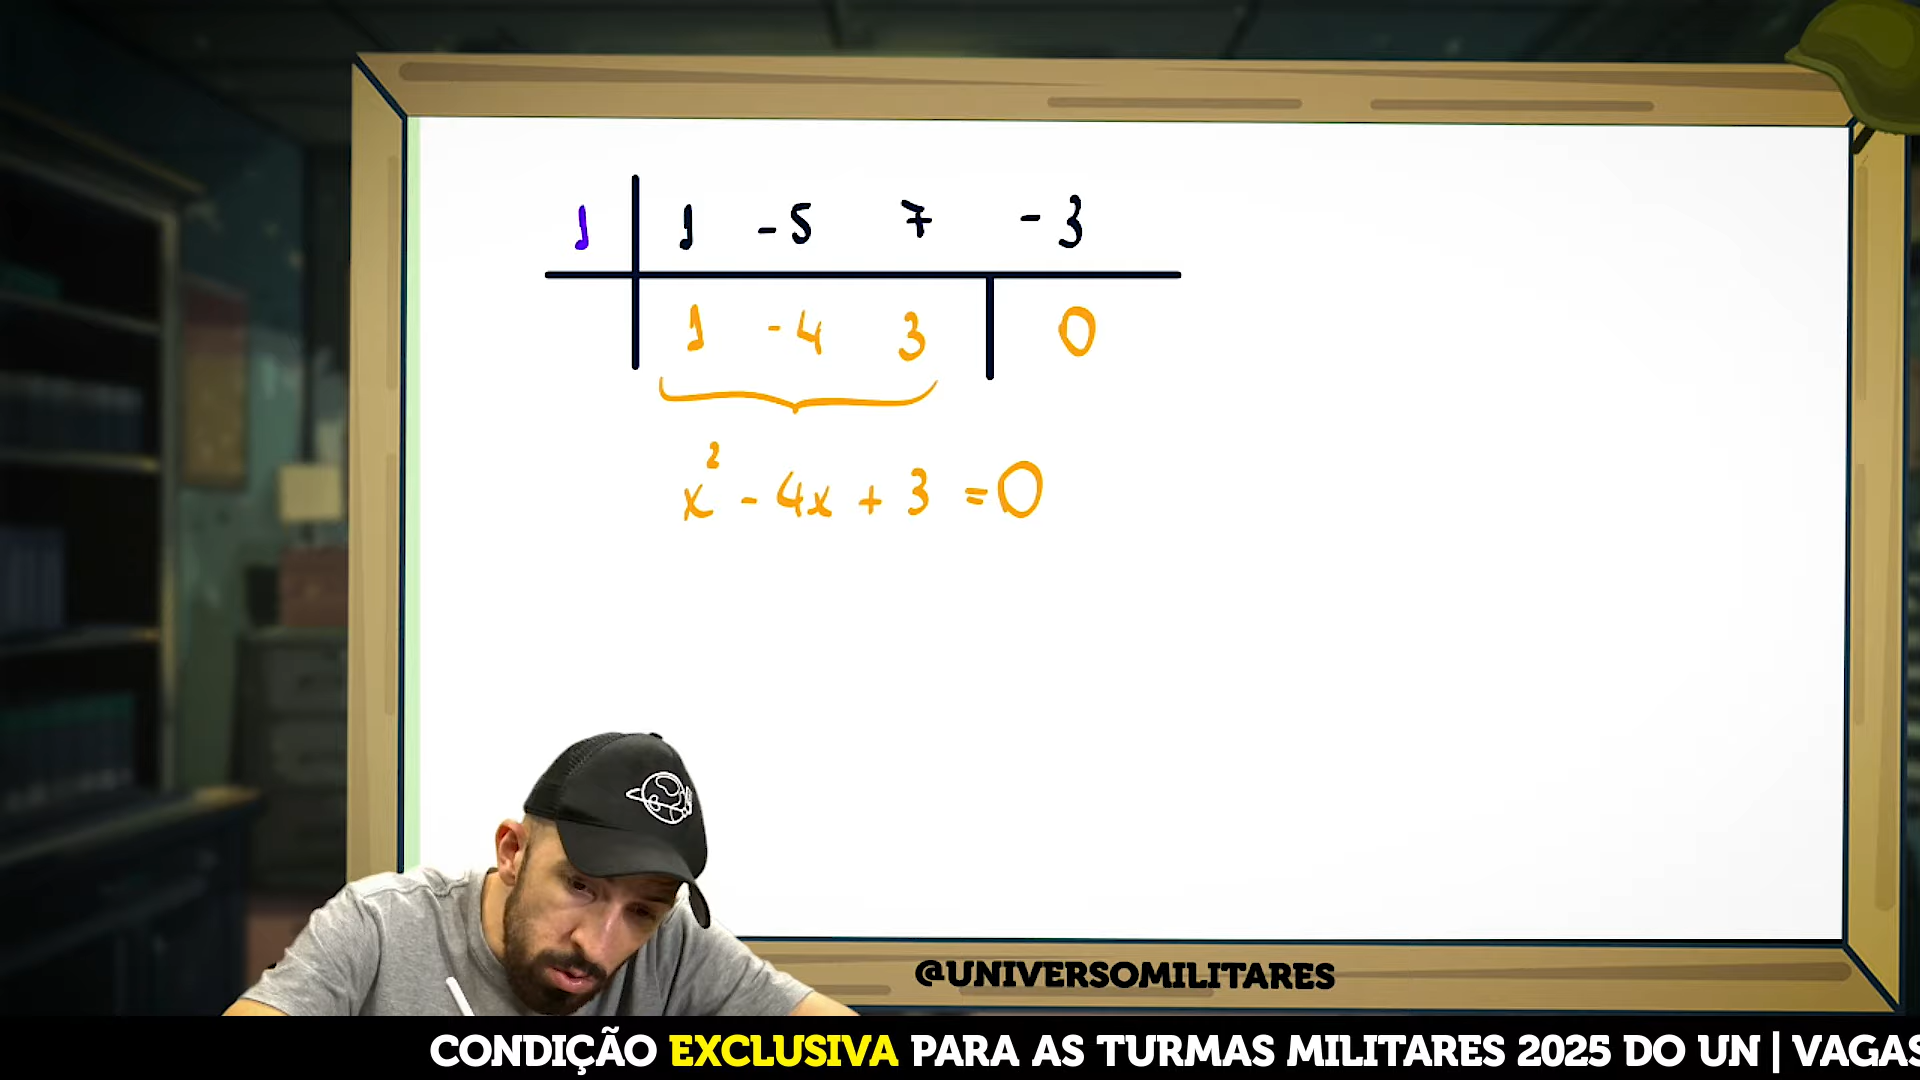 1 1 -5 7 -3
1 -4 3 0
x² - 4x + 3 = 0
@UNIVERSOMILITARES
CONDIÇÃO EXCLUSIVA PARA AS TURMAS MILITARES 2025 DO UN | VAGAS